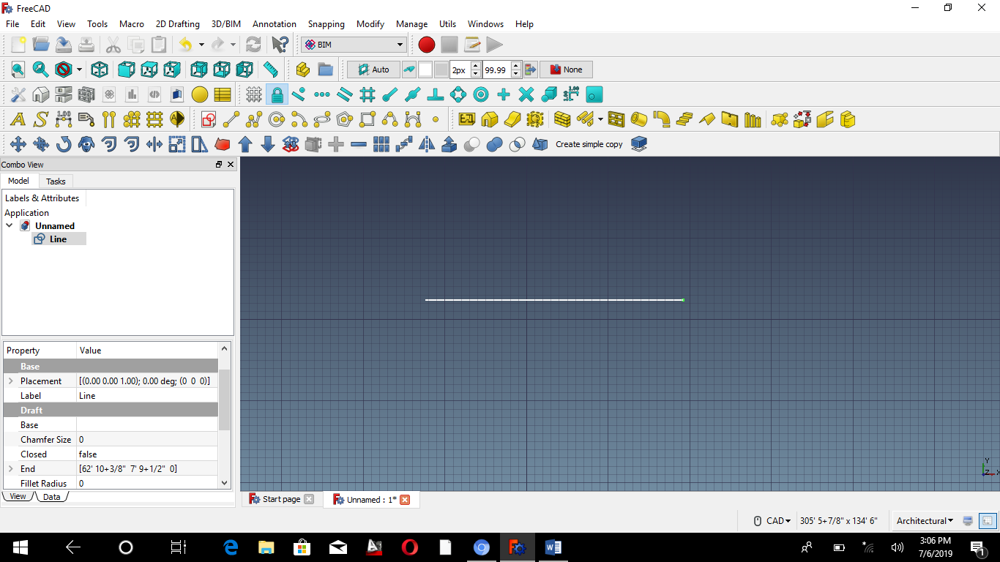 FreeCAD
File Edit View Tools Macro 2D Drafting 3D/BIM Annotation Snapping Modify Manage Utils Windows Help
BIM
Auto 2px 99.99 None
Create simple copy
Combo View
Model Tasks
Labels & Attributes
Application
Unnamed
Line
Property Value
Base
Placement [(0.00 0.00 1.00); 0.00 deg; (0 0 0)]
Label Line
Draft
Base
Chamfer Size 0
Closed false
End [62' 10+3/8" 7' 9+1/2" 0]
Fillet Radius 0
View Data
Y
Z X
Start page Unnamed : 1*
CAD 305' 5+7/8" x 134' 6" Architectural
3:06 PM
7/6/2019
1